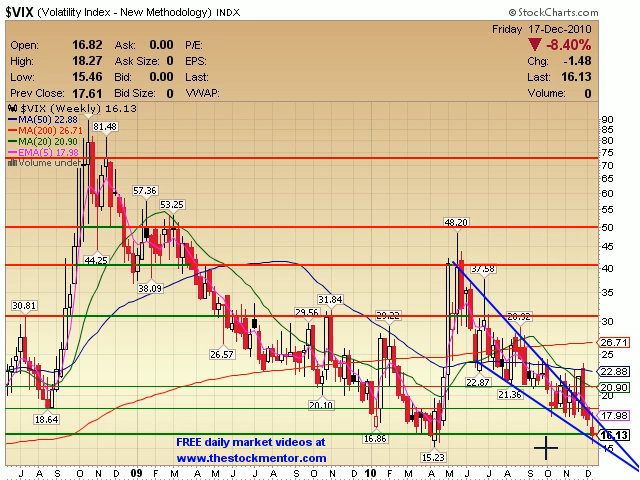 $VIX (Volatility Index - New Methodology) INDX
© StockCharts.com
Friday 17-Dec-2010
Open: 16.82 Ask: 0.00 P/E: ▼ -8.40%
High: 18.27 Ask Size: 0 EPS: Chg: -1.48
Low: 15.46 Bid: 0.00 Last: Last: 16.13
Prev Close: 17.61 Bid Size: 0 VWAP: Volume: 0
$VIX (Weekly) 16.13
MA(50) 22.88
MA(200) 26.71
MA(20) 20.90
EMA(5) 17.98
Volume undef
81.48
57.36
53.25
48.20
44.25
38.09
37.58
30.81
29.56
31.84
29.22
28.92
26.57
22.87
21.36
20.10
18.64
16.86
15.23
90
85
80
75
70
65
60
55
50
45
40
35
30
26.71
25
22.88
20.90
17.98
16.13
15
FREE daily market videos at
www.thestockmentor.com
J A S O N D 09 F M A M J J A S O N D 10 F M A M J J A S O N D